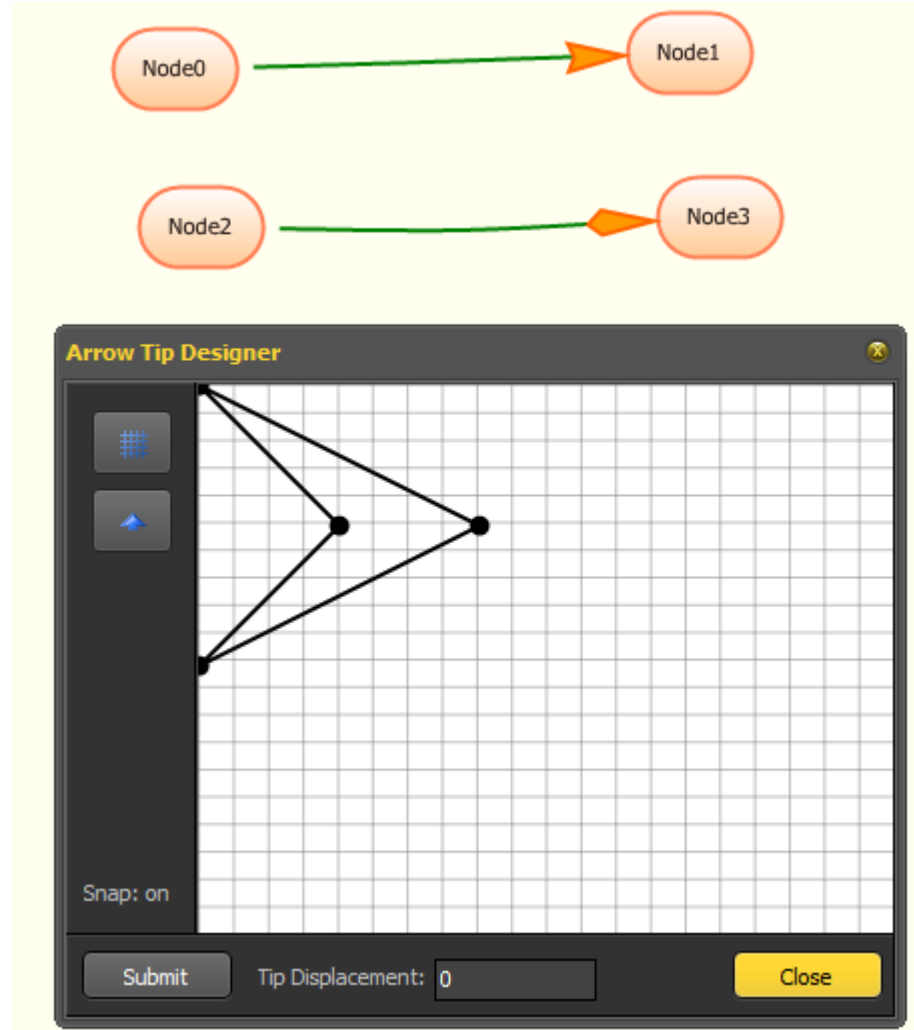 Node0
Node1
Node2
Node3
Arrow Tip Designer
Snap: on
Submit
Tip Displacement: 0
Close